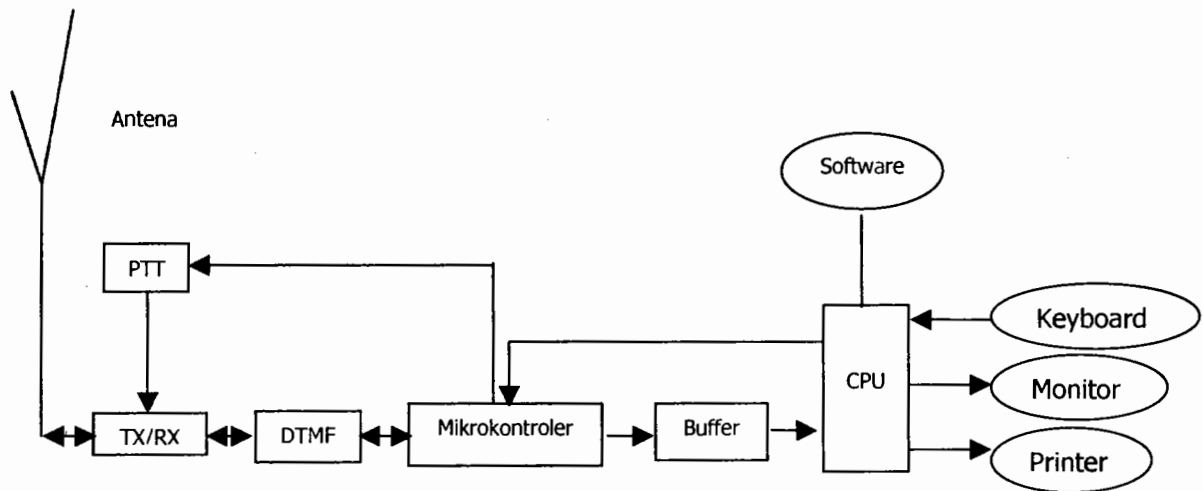 Antena
Software
PTT
Keyboard
CPU
Monitor
TX/RX
DTMF
Mikrokontroler
Buffer
Printer